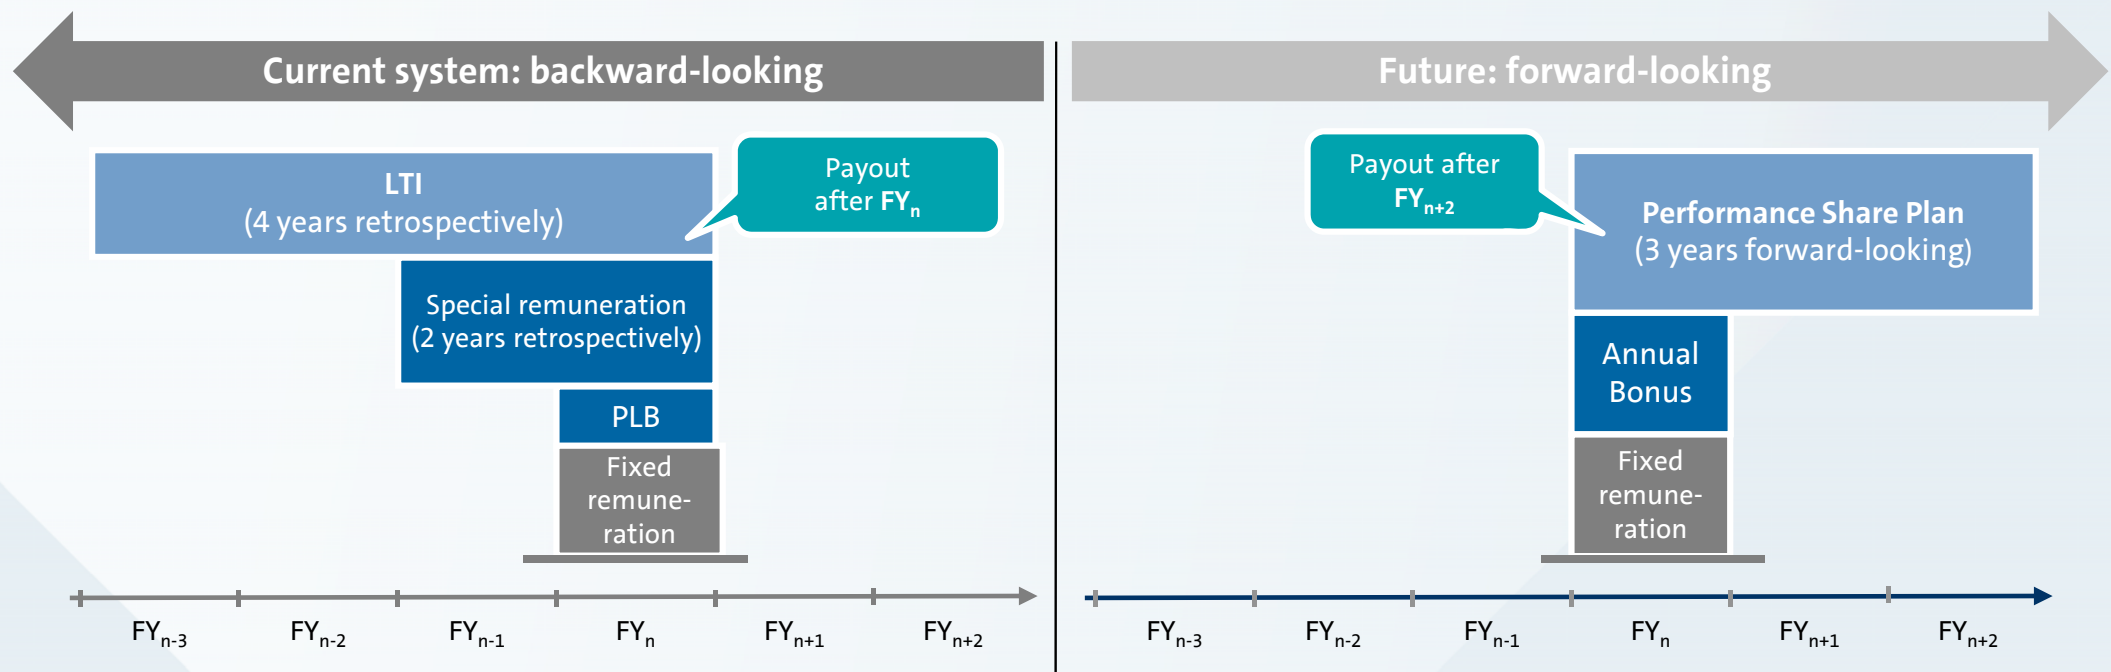 Current system: backward-looking
LTI
(4 years retrospectively)
Payout
after FYn
Special remuneration
(2 years retrospectively)
PLB
Fixed
remune-
ration
FYn-3 FYn-2 FYn-1 FYn FYn+1 FYn+2
Future: forward-looking
Payout after
FYn+2
Performance Share Plan
(3 years forward-looking)
Annual
Bonus
Fixed
remune-
ration
FYn-3 FYn-2 FYn-1 FYn FYn+1 FYn+2